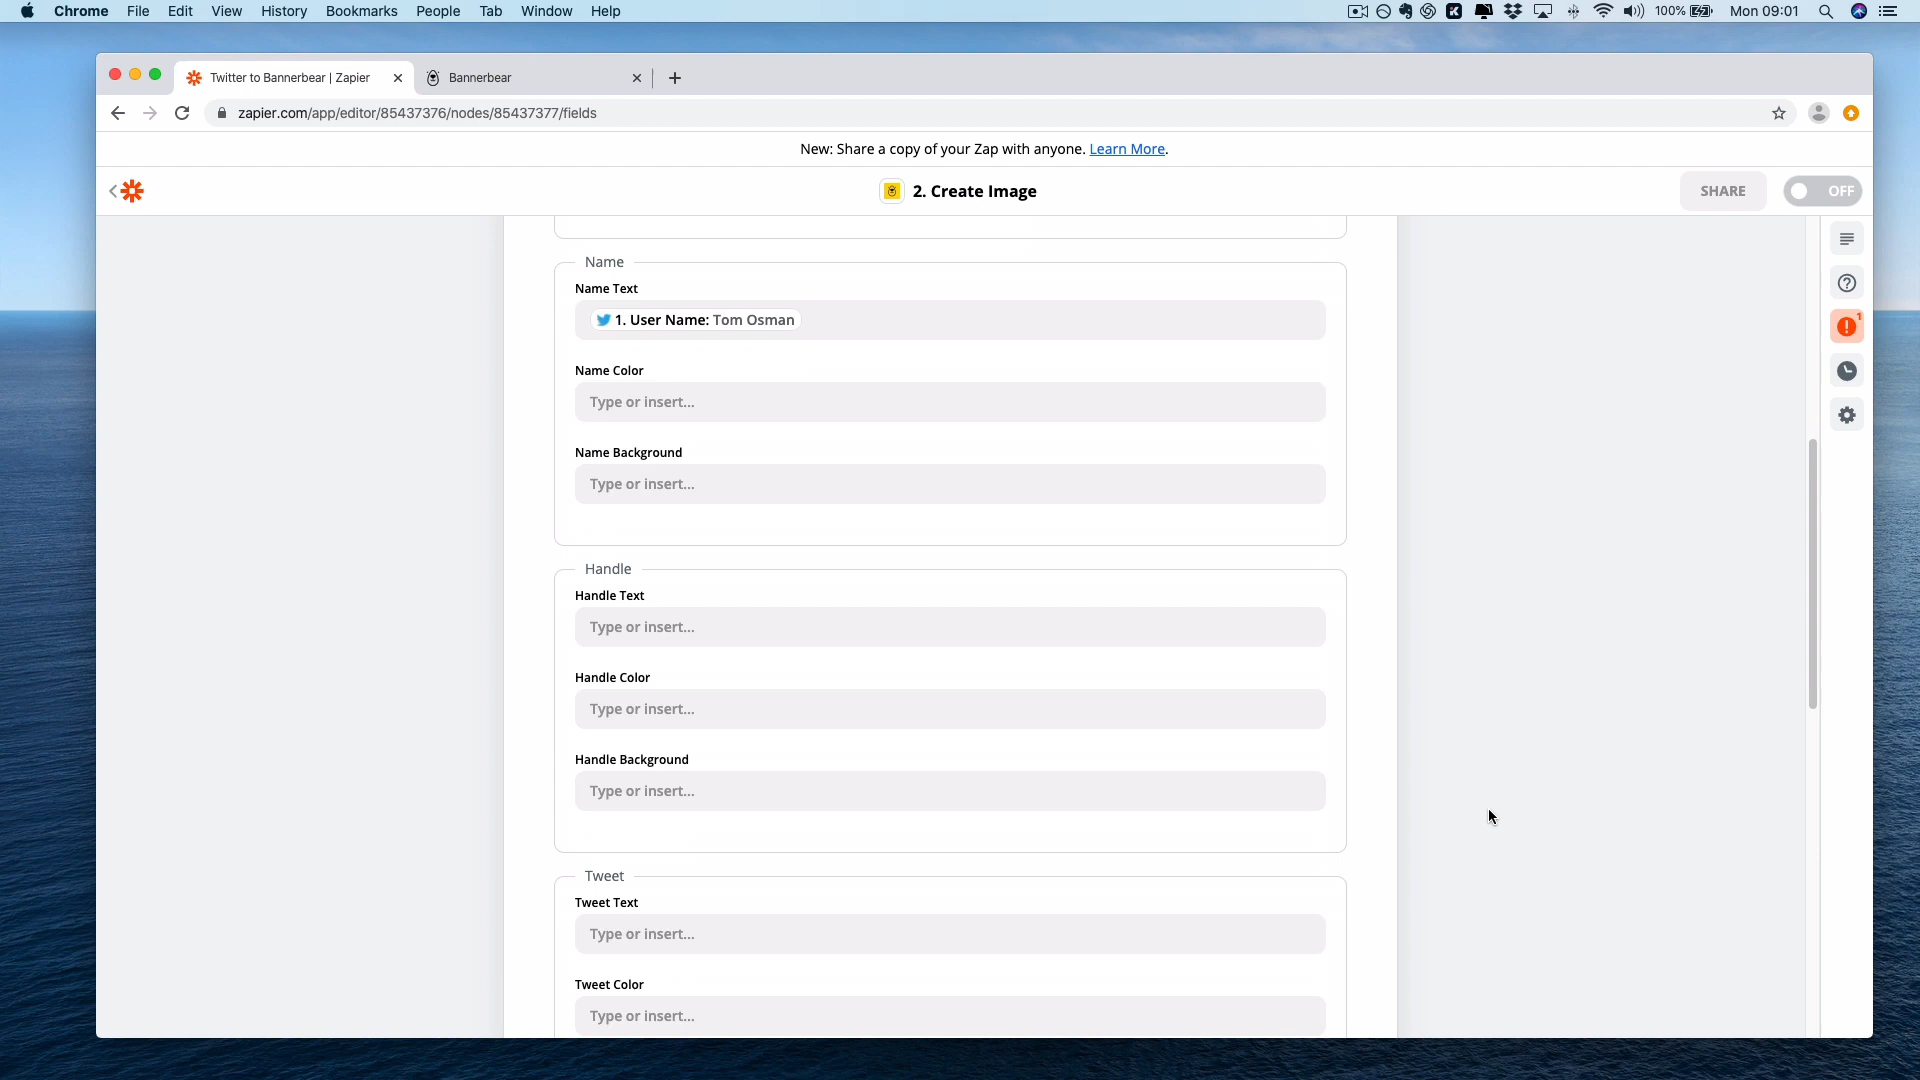 Chrome File Edit View History Bookmarks People Tab Window Help
100% Mon 09:01
Twitter to Bannerbear | Zapier
Bannerbear
zapier.com/app/editor/85437376/nodes/85437377/fields
New: Share a copy of your Zap with anyone. Learn More.
2. Create Image
SHARE
OFF
1
Name
Name Text
1. User Name: Tom Osman
Name Color
Type or insert...
Name Background
Type or insert...
Handle
Handle Text
Type or insert...
Handle Color
Type or insert...
Handle Background
Type or insert...
Tweet
Tweet Text
Type or insert...
Tweet Color
Type or insert...